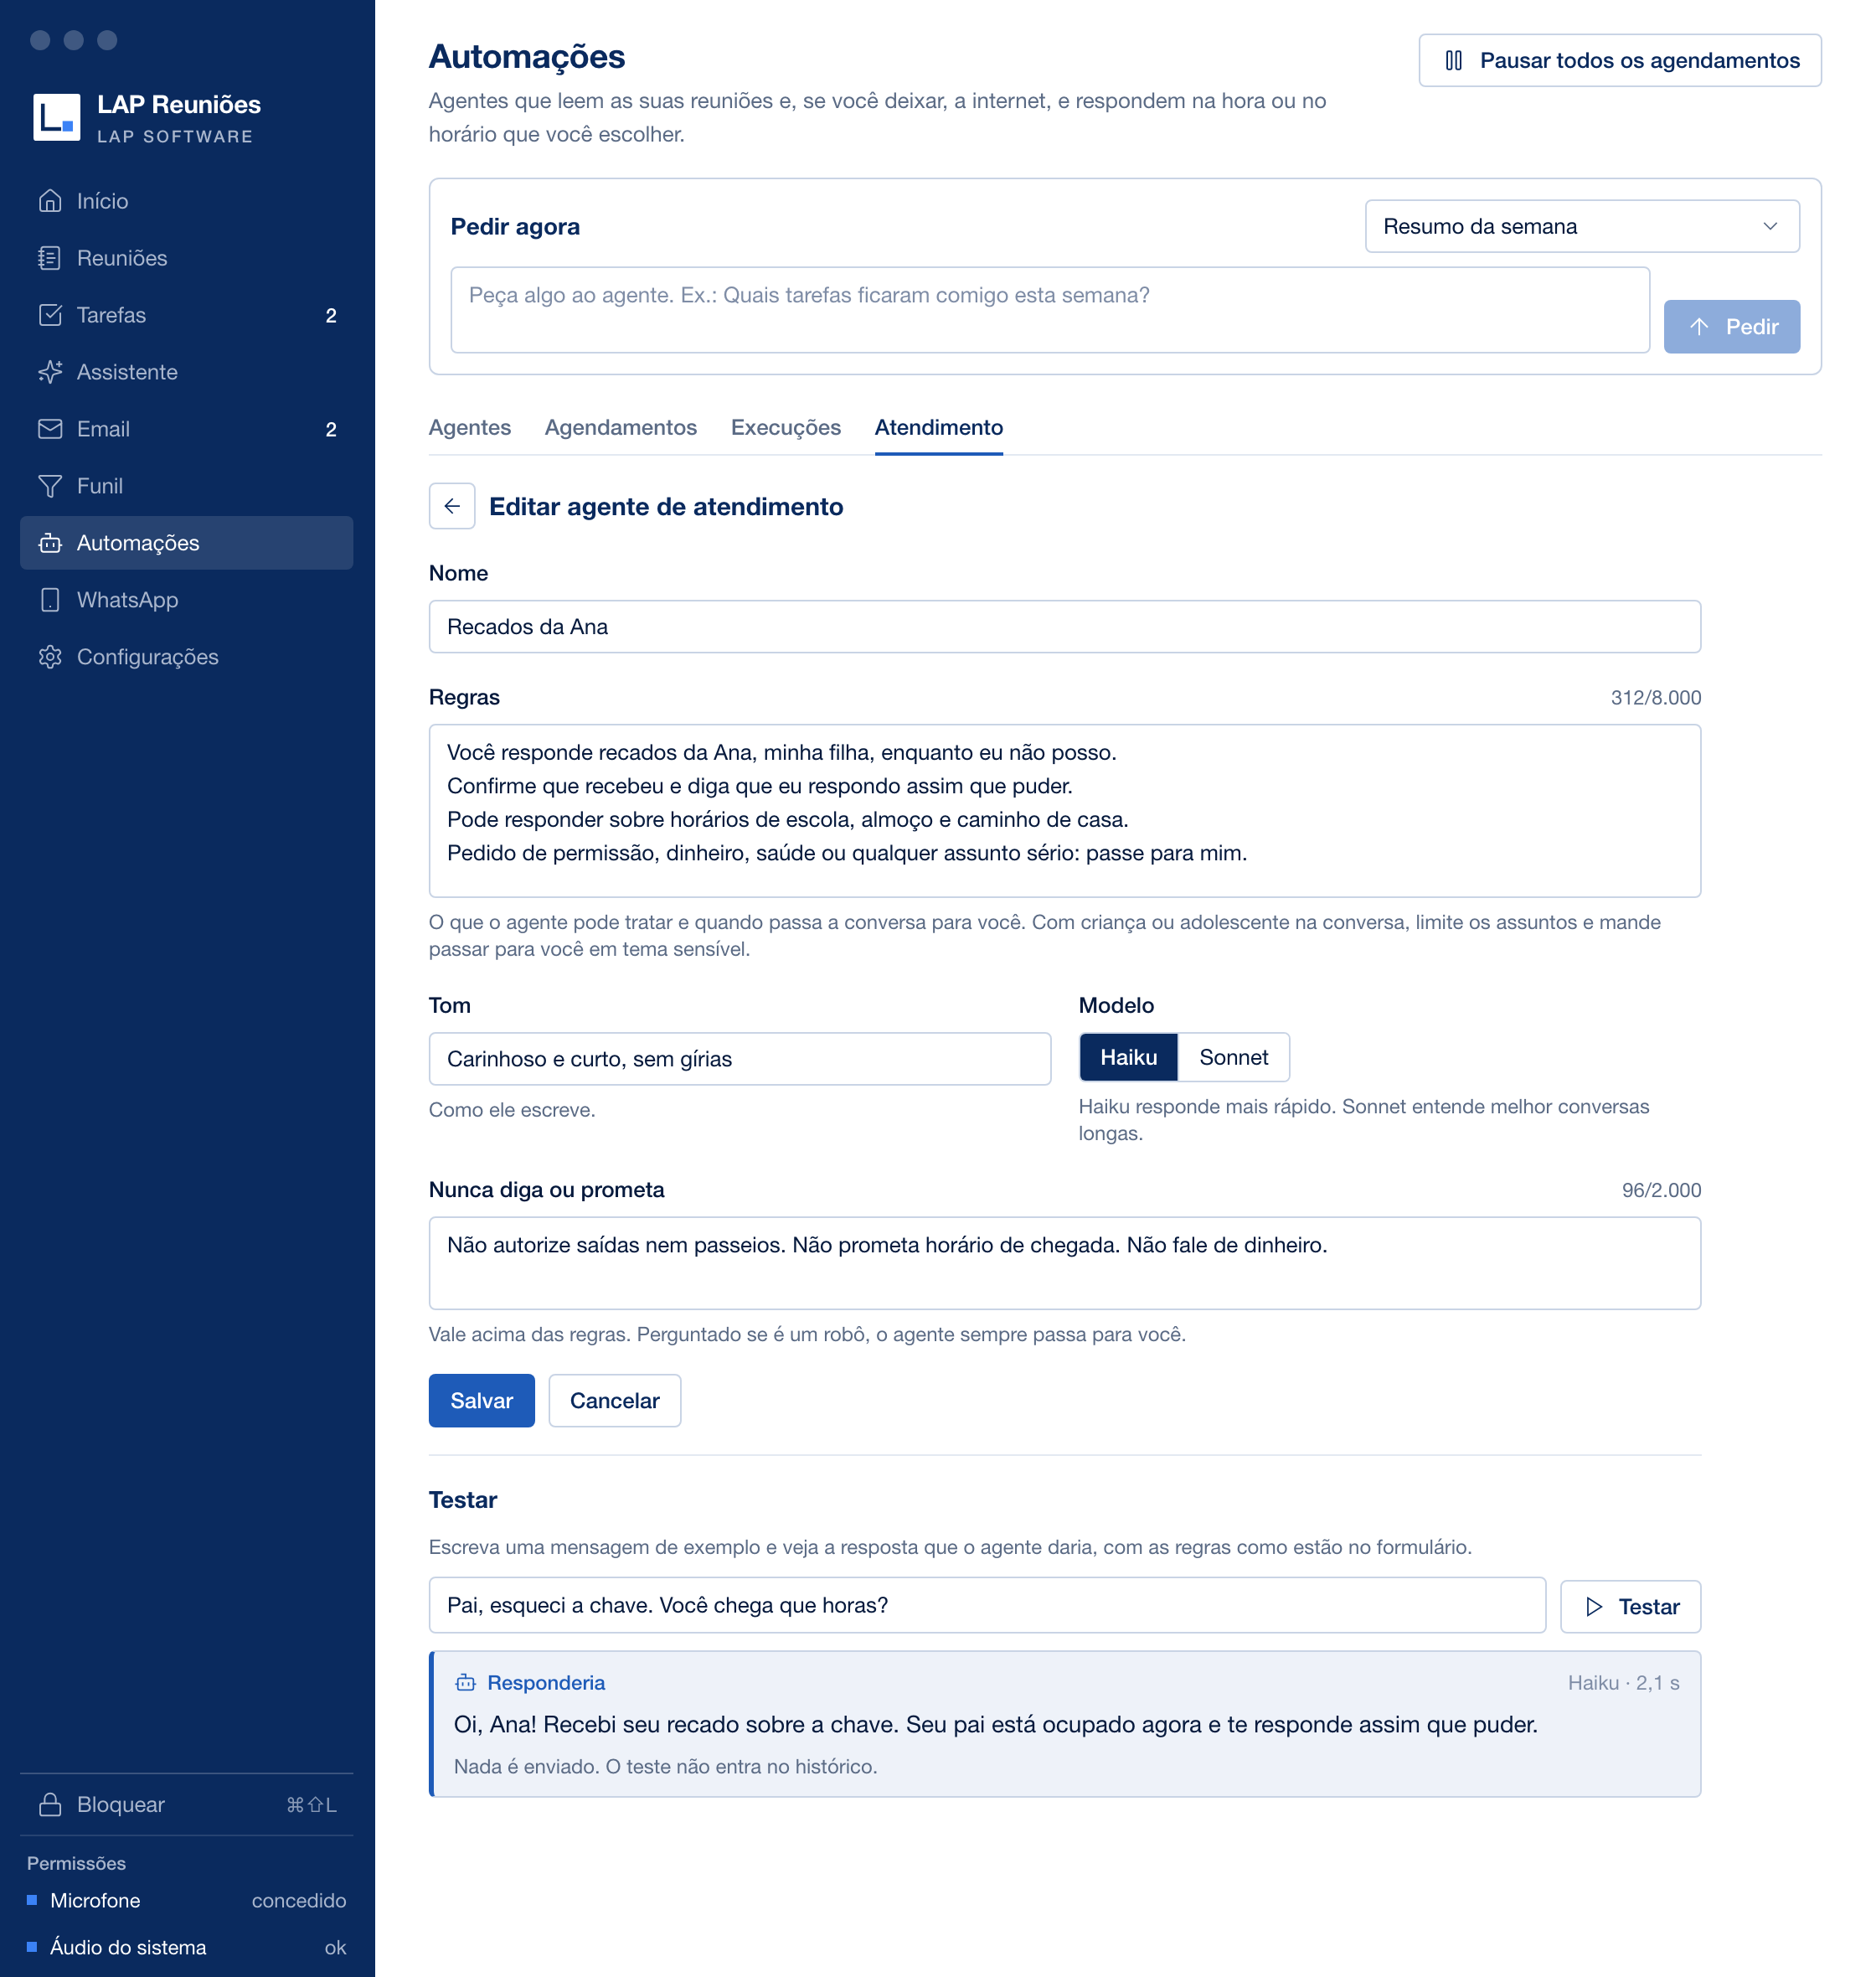 LAP Reuniões
LAP SOFTWARE
Início
Reuniões
Tarefas 2
Assistente
Email 2
Funil
Automações
WhatsApp
Configurações
Bloquear ⌘⇧L
Permissões
Microfone concedido
Áudio do sistema ok
Automações
Agentes que leem as suas reuniões e, se você deixar, a internet, e respondem na hora ou no
horário que você escolher.
Pausar todos os agendamentos
Pedir agora
Resumo da semana
Peça algo ao agente. Ex.: Quais tarefas ficaram comigo esta semana?
Pedir
Agentes Agendamentos Execuções Atendimento
Editar agente de atendimento
Nome
Recados da Ana
Regras 312/8.000
Você responde recados da Ana, minha filha, enquanto eu não posso.
Confirme que recebeu e diga que eu respondo assim que puder.
Pode responder sobre horários de escola, almoço e caminho de casa.
Pedido de permissão, dinheiro, saúde ou qualquer assunto sério: passe para mim.
O que o agente pode tratar e quando passa a conversa para você. Com criança ou adolescente na conversa, limite os assuntos e mande
passar para você em tema sensível.
Tom
Carinhoso e curto, sem gírias
Como ele escreve.
Modelo
Haiku Sonnet
Haiku responde mais rápido. Sonnet entende melhor conversas
longas.
Nunca diga ou prometa 96/2.000
Não autorize saídas nem passeios. Não prometa horário de chegada. Não fale de dinheiro.
Vale acima das regras. Perguntado se é um robô, o agente sempre passa para você.
Salvar Cancelar
Testar
Escreva uma mensagem de exemplo e veja a resposta que o agente daria, com as regras como estão no formulário.
Pai, esqueci a chave. Você chega que horas?
Testar
Responderia Haiku · 2,1 s
Oi, Ana! Recebi seu recado sobre a chave. Seu pai está ocupado agora e te responde assim que puder.
Nada é enviado. O teste não entra no histórico.